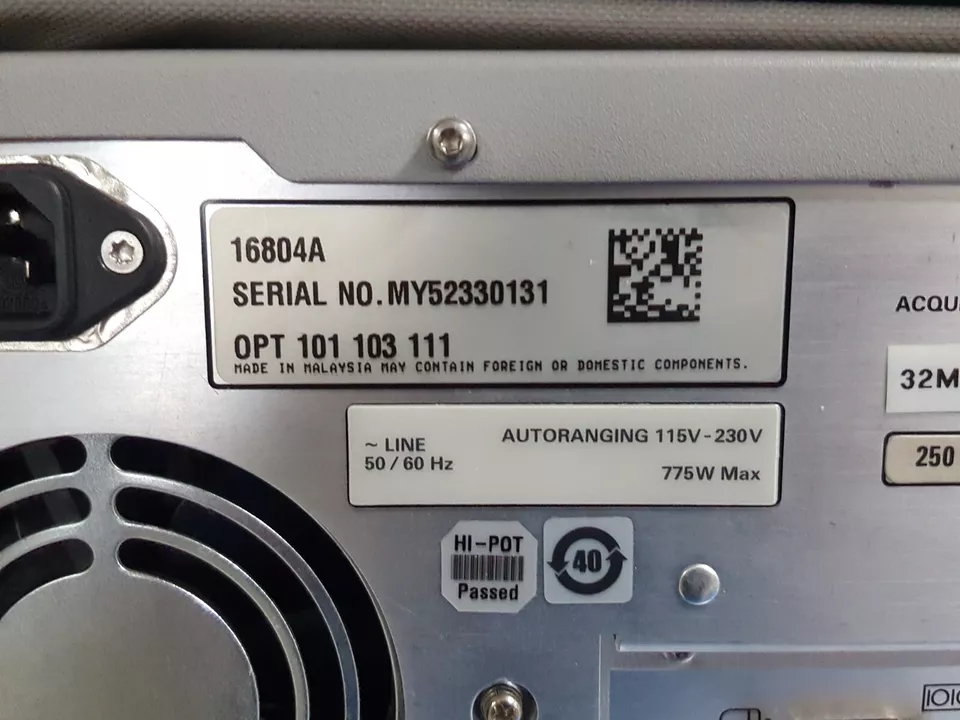 16804A
SERIAL NO. MY52330131
OPT 101 103 111
MADE IN MALAYSIA MAY CONTAIN FOREIGN OR DOMESTIC COMPONENTS.
~ LINE
50 / 60 Hz
AUTORANGING 115V - 230V
775W Max
HI-POT
Passed
40
ACQU
32M
250
IOIO